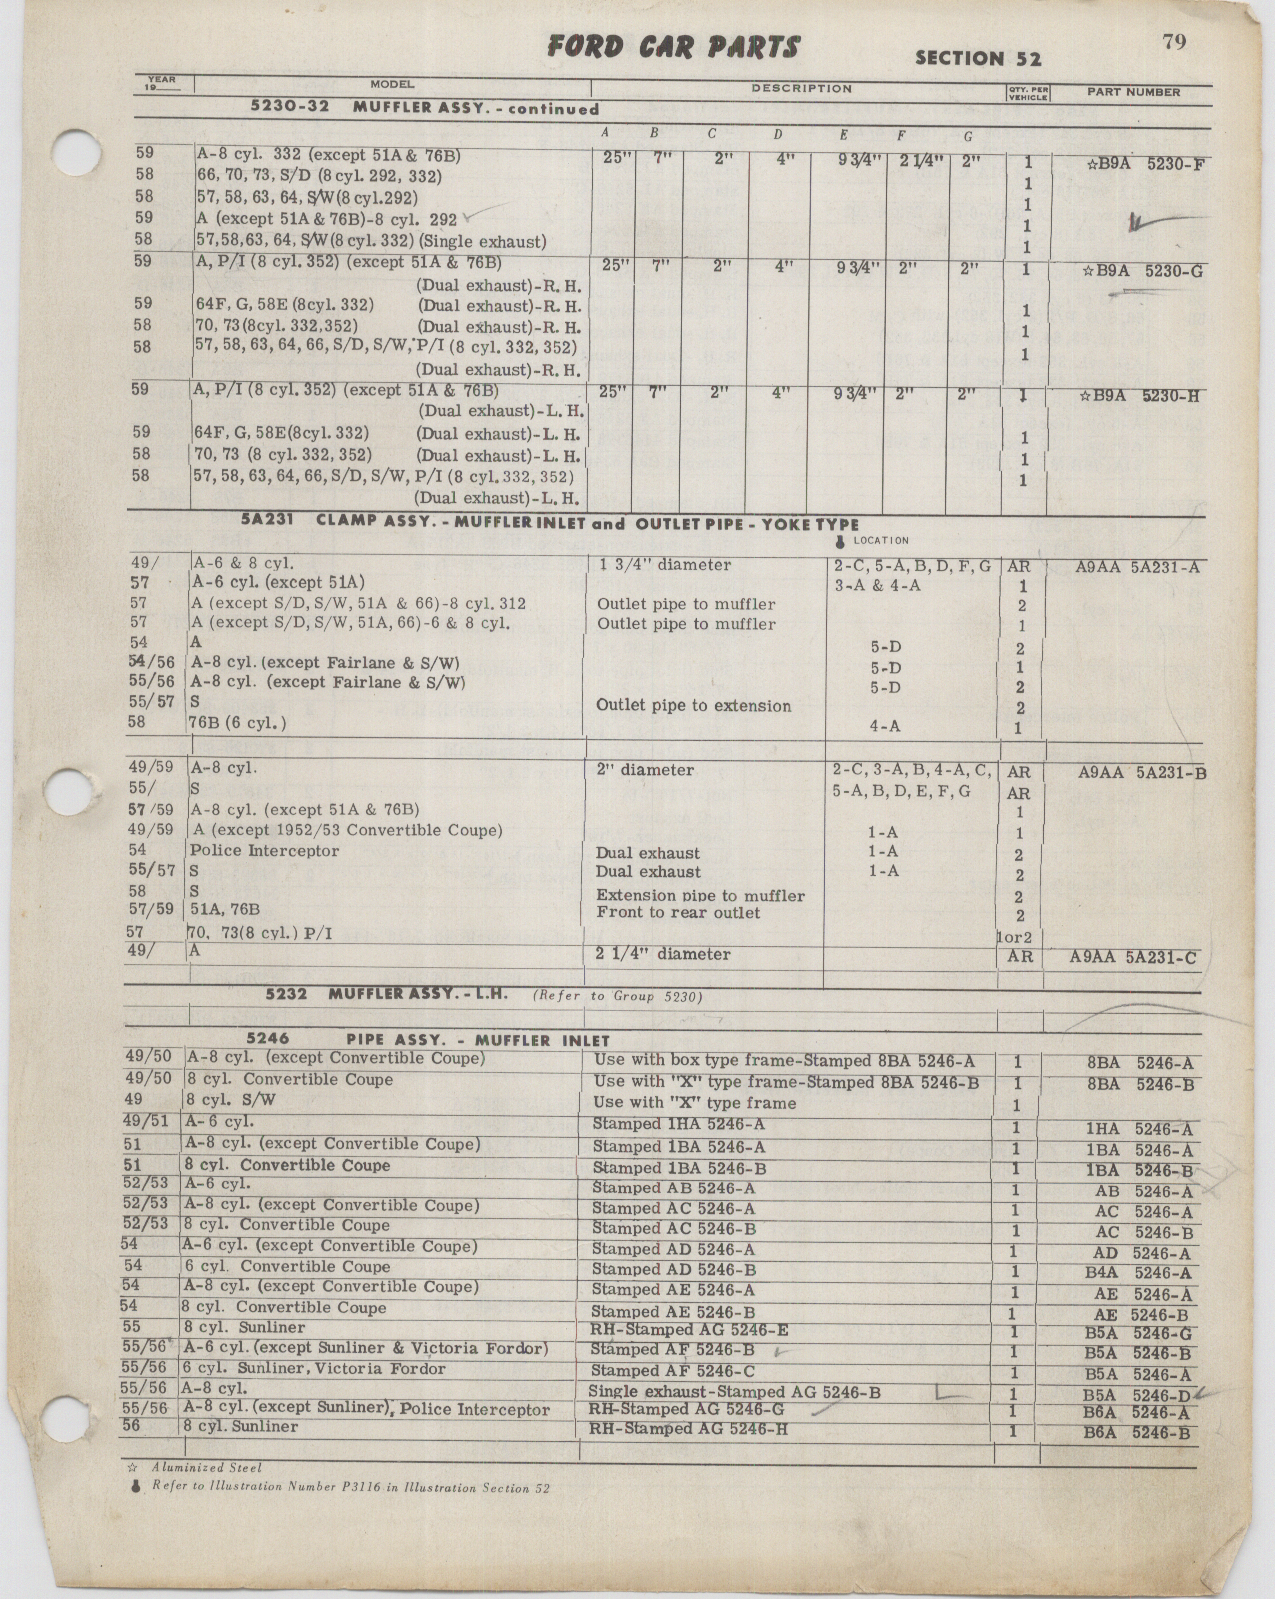 FORD CAR PARTS
SECTION 52
79
YEAR 19___ MODEL DESCRIPTION QTY. PER VEHICLE PART NUMBER
5230-32 MUFFLER ASSY. - continued
A B C D E F G
59 A-8 cyl. 332 (except 51A & 76B) 25" 7" 2" 4" 9 3/4" 2 1/4" 2" 1 ☆B9A 5230-F
58 66, 70, 73, S/D (8 cyl. 292, 332) 1
58 57, 58, 63, 64, S/W (8 cyl. 292) 1
59 A (except 51A & 76B)-8 cyl. 292 1
58 57, 58, 63, 64, S/W (8 cyl. 332) (Single exhaust) 1
59 A, P/I (8 cyl. 352) (except 51A & 76B) 25" 7" 2" 4" 9 3/4" 2" 2" 1 ☆B9A 5230-G
(Dual exhaust)-R. H.
59 64F, G, 58E (8cyl. 332) (Dual exhaust)-R. H. 1
58 70, 73 (8cyl. 332,352) (Dual exhaust)-R. H. 1
58 57, 58, 63, 64, 66, S/D, S/W, P/I (8 cyl. 332, 352) 1
(Dual exhaust)-R. H.
59 A, P/I (8 cyl. 352) (except 51A & 76B) 25" 7" 2" 4" 9 3/4" 2" 2" 1 ☆B9A 5230-H
(Dual exhaust)-L. H.
59 64F, G, 58E(8cyl. 332) (Dual exhaust)-L. H. 1
58 70, 73 (8 cyl. 332, 352) (Dual exhaust)-L. H. 1
58 57, 58, 63, 64, 66, S/D, S/W, P/I (8 cyl. 332, 352) 1
(Dual exhaust)-L. H.
5A231 CLAMP ASSY. - MUFFLER INLET and OUTLET PIPE - YOKE TYPE
LOCATION
49/ A-6 & 8 cyl. 1 3/4" diameter 2-C, 5-A, B, D, F, G AR A9AA 5A231-A
57 A-6 cyl. (except 51A) 3-A & 4-A 1
57 A (except S/D, S/W, 51A & 66)-8 cyl. 312 Outlet pipe to muffler 2
57 A (except S/D, S/W, 51A, 66)-6 & 8 cyl. Outlet pipe to muffler 1
54 A 5-D 2
54/56 A-8 cyl. (except Fairlane & S/W) 5-D 1
55/56 A-8 cyl. (except Fairlane & S/W) 5-D 2
55/57 S Outlet pipe to extension 2
58 76B (6 cyl.) 4-A 1
49/59 A-8 cyl. 2" diameter 2-C, 3-A, B, 4-A, C, AR A9AA 5A231-B
55/ S 5-A, B, D, E, F, G AR
57/59 A-8 cyl. (except 51A & 76B) 1
49/59 A (except 1952/53 Convertible Coupe) 1-A 1
54 Police Interceptor Dual exhaust 1-A 2
55/57 S Dual exhaust 1-A 2
58 S Extension pipe to muffler 2
57/59 51A, 76B Front to rear outlet 2
57 70, 73(8 cyl.) P/I 1or2
49/ A 2 1/4" diameter AR A9AA 5A231-C
5232 MUFFLER ASSY. - L.H. (Refer to Group 5230)
5246 PIPE ASSY. - MUFFLER INLET
49/50 A-8 cyl. (except Convertible Coupe) Use with box type frame-Stamped 8BA 5246-A 1 8BA 5246-A
49/50 8 cyl. Convertible Coupe Use with "X" type frame-Stamped 8BA 5246-B 1 8BA 5246-B
49 8 cyl. S/W Use with "X" type frame 1
49/51 A-6 cyl. Stamped 1HA 5246-A 1 1HA 5246-A
51 A-8 cyl. (except Convertible Coupe) Stamped 1BA 5246-A 1 1BA 5246-A
51 8 cyl. Convertible Coupe Stamped 1BA 5246-B 1 1BA 5246-B
52/53 A-6 cyl. Stamped AB 5246-A 1 AB 5246-A
52/53 A-8 cyl. (except Convertible Coupe) Stamped AC 5246-A 1 AC 5246-A
52/53 8 cyl. Convertible Coupe Stamped AC 5246-B 1 AC 5246-B
54 A-6 cyl. (except Convertible Coupe) Stamped AD 5246-A 1 AD 5246-A
54 6 cyl. Convertible Coupe Stamped AD 5246-B 1 B4A 5246-A
54 A-8 cyl. (except Convertible Coupe) Stamped AE 5246-A 1 AE 5246-A
54 8 cyl. Convertible Coupe Stamped AE 5246-B 1 AE 5246-B
55 8 cyl. Sunliner RH-Stamped AG 5246-E 1 B5A 5246-G
55/56 A-6 cyl. (except Sunliner & Victoria Fordor) Stamped AF 5246-B 1 B5A 5246-B
55/56 6 cyl. Sunliner, Victoria Fordor Stamped AF 5246-C 1 B5A 5246-A
55/56 A-8 cyl. Single exhaust-Stamped AG 5246-B 1 B5A 5246-D
55/56 A-8 cyl. (except Sunliner), Police Interceptor RH-Stamped AG 5246-G 1 B6A 5246-A
56 8 cyl. Sunliner RH-Stamped AG 5246-H 1 B6A 5246-B
☆ Aluminized Steel
Refer to Illustration Number P3116 in Illustration Section 52